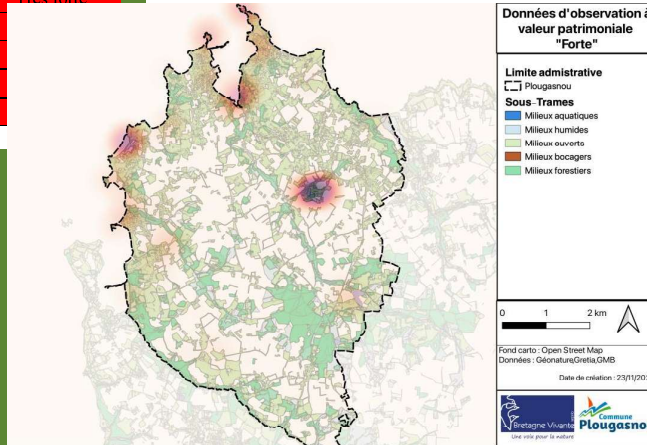 Données d'observation à
valeur patrimoniale
"Forte"
Limite admistrative
Plougasnou
Sous-Trames
Milieux aquatiques
Milieux humides
Milieux ouverts
Milieux bocagers
Milieux forestiers
0 1 2 km
Fond carto : Open Street Map
Données : Géonature,Gretia,GMB
Date de création : 23/11/20
Bretagne Vivante
Une voie pour la nature
Commune
Plougasno